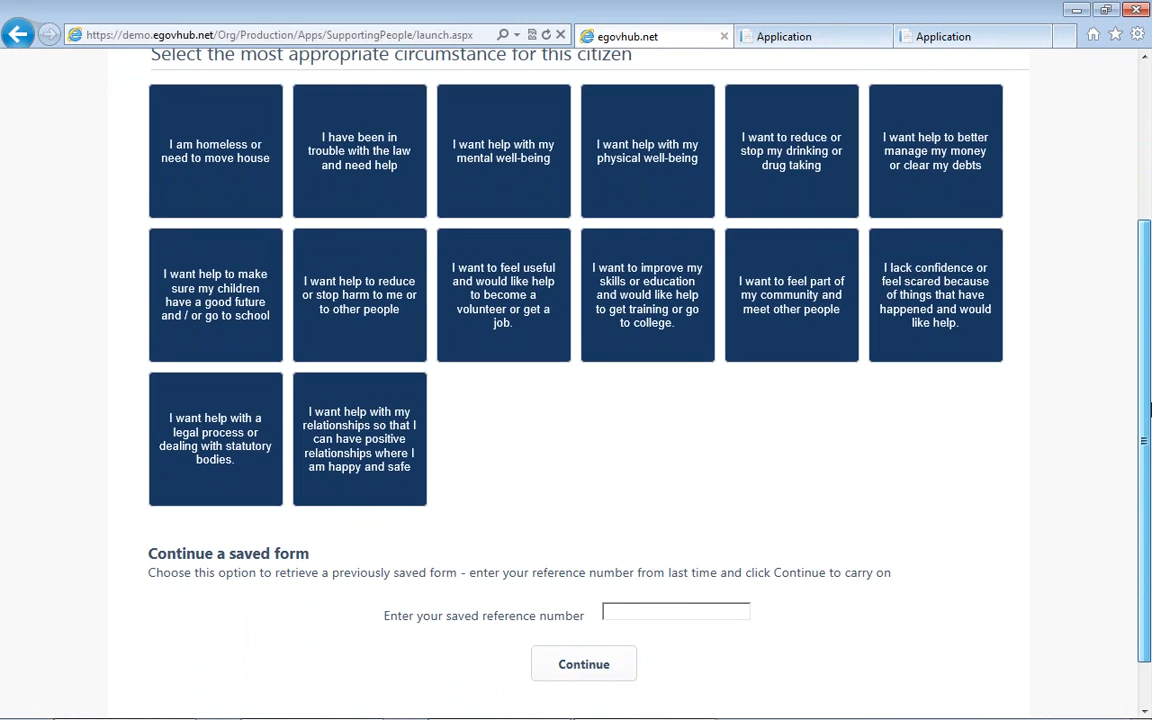 https://demo.egovhub.net/Org/Production/Apps/SupportingPeople/launch.aspx
egovhub.net
Application
Application
Select the most appropriate circumstance for this citizen
I am homeless or
need to move house
I have been in
trouble with the law
and need help
I want help with my
mental well-being
I want help with my
physical well-being
I want to reduce or
stop my drinking or
drug taking
I want help to better
manage my money
or clear my debts
I want help to make
sure my children
have a good future
and / or go to school
I want help to reduce
or stop harm to me or
to other people
I want to feel useful
and would like help
to become a
volunteer or get a
job.
I want to improve my
skills or education
and would like help
to get training or go
to college.
I want to feel part of
my community and
meet other people
I lack confidence or
feel scared because
of things that have
happened and would
like help.
I want help with a
legal process or
dealing with statutory
bodies.
I want help with my
relationships so that I
can have positive
relationships where I
am happy and safe
Continue a saved form
Choose this option to retrieve a previously saved form - enter your reference number from last time and click Continue to carry on
Enter your saved reference number
Continue